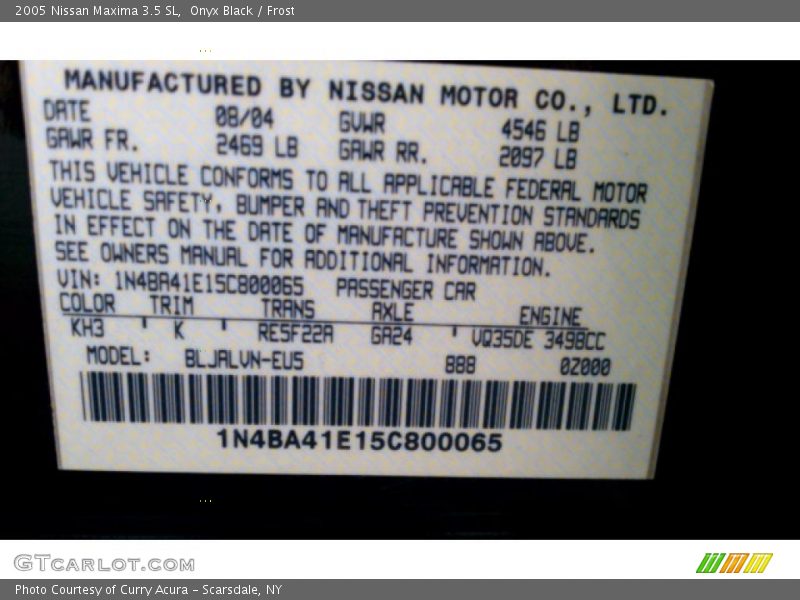 2005 Nissan Maxima 3.5 SL, Onyx Black / Frost
MANUFACTURED BY NISSAN MOTOR CO., LTD.
DATE 08/04 GVWR 4546 LB
GAWR FR. 2469 LB GAWR RR. 2097 LB
THIS VEHICLE CONFORMS TO ALL APPLICABLE FEDERAL MOTOR
VEHICLE SAFETY, BUMPER AND THEFT PREVENTION STANDARDS
IN EFFECT ON THE DATE OF MANUFACTURE SHOWN ABOVE.
SEE OWNERS MANUAL FOR ADDITIONAL INFORMATION.
VIN: 1N4BA41E15C800065 PASSENGER CAR
COLOR TRIM TRANS AXLE ENGINE
KH3 K RE5F22A GA24 VQ35DE 3498CC
MODEL: BLJALVN-EU5 888 0Z000
1N4BA41E15C800065
GTCARLOT.COM
Photo Courtesy of Curry Acura - Scarsdale, NY